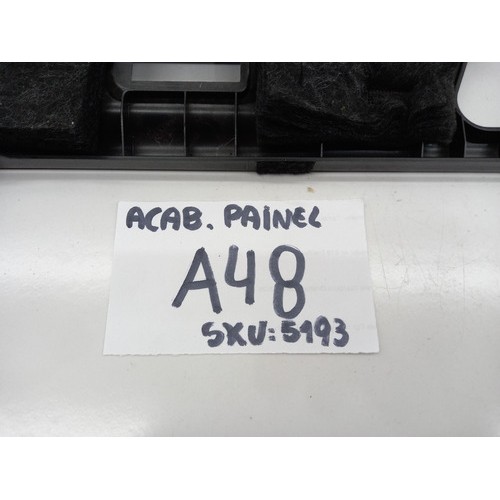 ACAB. PAINEL
A48
SKU: 5193